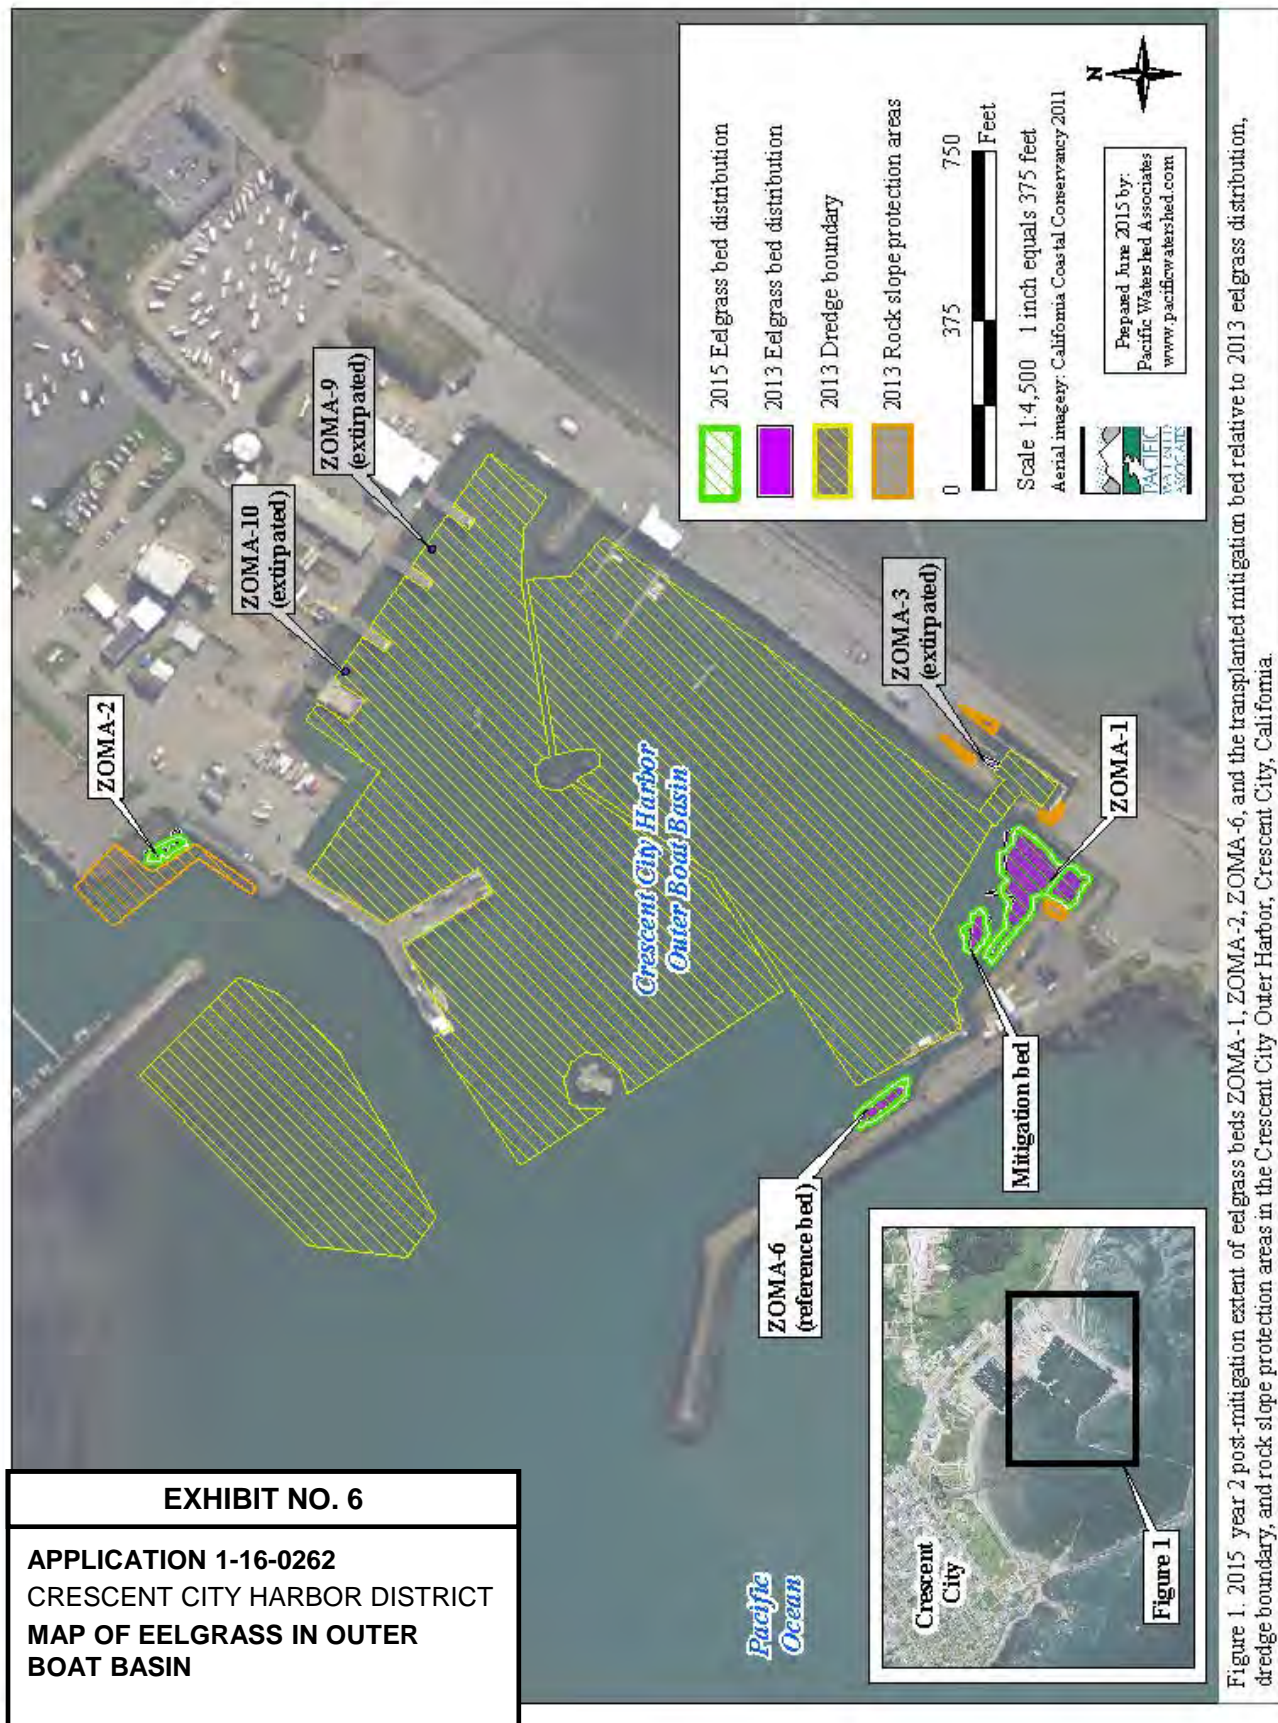 EXHIBIT NO. 6
APPLICATION 1-16-0262
CRESCENT CITY HARBOR DISTRICT
MAP OF EELGRASS IN OUTER
BOAT BASIN
ZOMA-2
ZOMA-10
(extirpated)
ZOMA-9
(extirpated)
Crescent City Harbor
Outer Boat Basin
ZOMA-3
(extirpated)
ZOMA-1
Mitigation bed
ZOMA-6
(reference bed)
Pacific
Ocean
Crescent
City
Figure 1
2015 Eelgrass bed distribution
2013 Eelgrass bed distribution
2013 Dredge boundary
2013 Rock slope protection areas
0 375 750
Feet
Scale 1:4,500 1 inch equals 375 feet
Aerial imagery: California Coastal Conservancy 2011
N
PACIFIC
WATERSHED
ASSOCIATES
Prepared June 2015 by:
Pacific Watershed Associates
www.pacificwatershed.com
Figure 1. 2015 year 2 post-mitigation extent of eelgrass beds ZOMA-1, ZOMA-2, ZOMA-6, and the transplanted mitigation bed relative to 2013 eelgrass distribution,
dredge boundary, and rock slope protection areas in the Crescent City Outer Harbor, Crescent City, California.